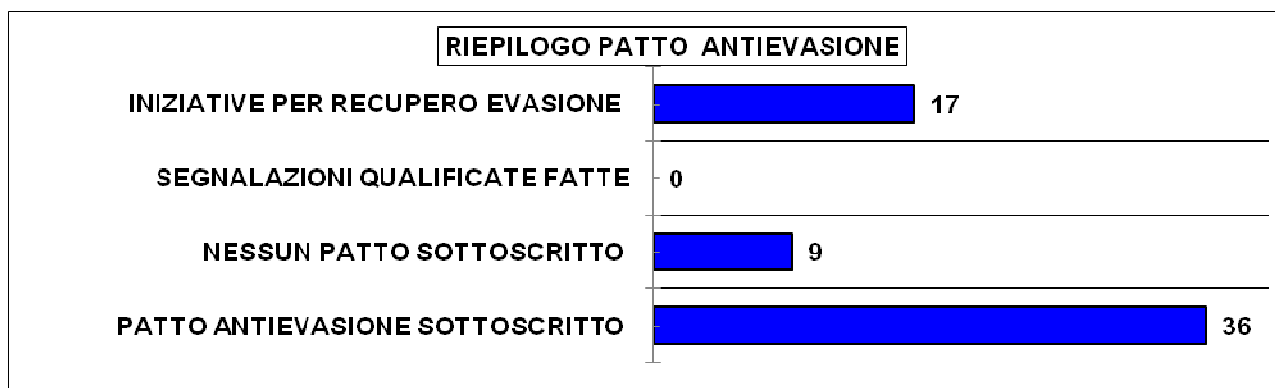 RIEPILOGO PATTO ANTIEVASIONE
INIZIATIVE PER RECUPERO EVASIONE 17
SEGNALAZIONI QUALIFICATE FATTE 0
NESSUN PATTO SOTTOSCRITTO 9
PATTO ANTIEVASIONE SOTTOSCRITTO 36